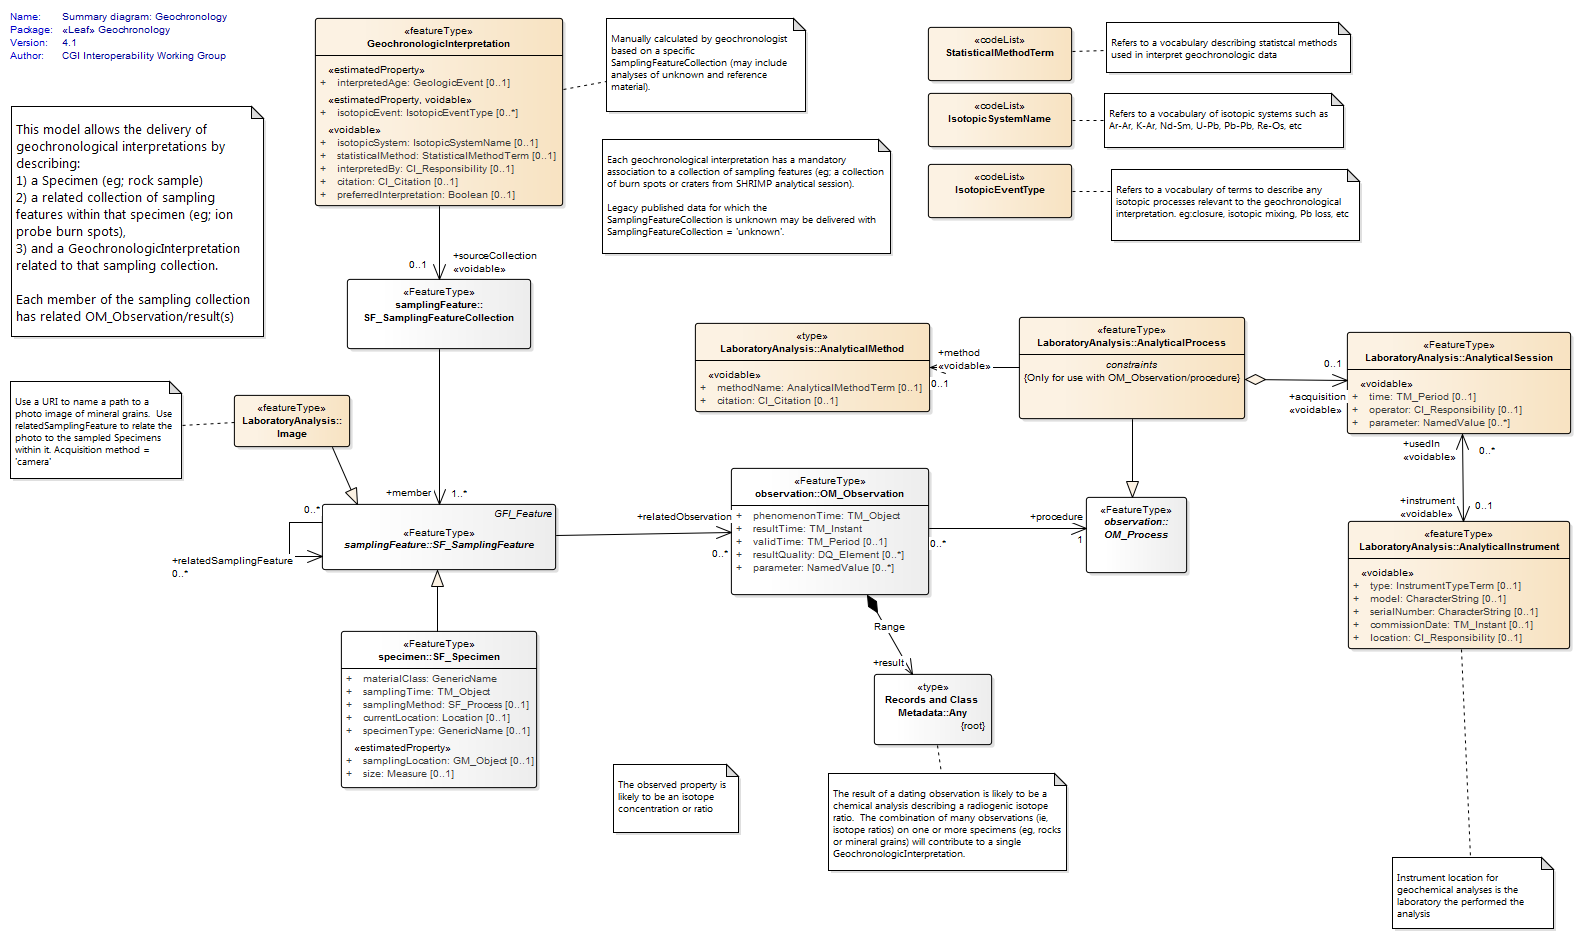 Name: Summary diagram: Geochronology
Package: «Leaf» Geochronology
Version: 4.1
Author: CGI Interoperability Working Group
This model allows the delivery of
geochronological interpretations by
describing:
1) a Specimen (eg; rock sample)
2) a related collection of sampling
features within that specimen (eg; ion
probe burn spots),
3) and a GeochronologicInterpretation
related to that sampling collection.
Each member of the sampling collection
has related OM_Observation/result(s)
«featureType»
GeochronologicInterpretation
«estimatedProperty»
+ interpretedAge: GeologicEvent [0..1]
«estimatedProperty, voidable»
+ isotopicEvent: IsotopicEventType [0..*]
«voidable»
+ isotopicSystem: IsotopicSystemName [0..1]
+ statisticalMethod: StatisticalMethodTerm [0..1]
+ interpretedBy: CI_Responsibility [0..1]
+ citation: CI_Citation [0..1]
+ preferredInterpretation: Boolean [0..1]
Manually calculated by geochronologist
based on a specific
SamplingFeatureCollection (may include
analyses of unknown and reference
material).
Each geochronological interpretation has a mandatory
association to a collection of sampling features (eg; a collection
of burn spots or craters from SHRIMP analytical session).
Legacy published data for which the
SamplingFeatureCollection is unknown may be delivered with
SamplingFeatureCollection = 'unknown'.
«codeList»
StatisticalMethodTerm
Refers to a vocabulary describing statistcal methods
used in interpret geochronologic data
«codeList»
IsotopicSystemName
Refers to a vocabulary of isotopic systems such as
Ar-Ar, K-Ar, Nd-Sm, U-Pb, Pb-Pb, Re-Os, etc
«codeList»
IsotopicEventType
Refers to a vocabulary of terms to describe any
isotopic processes relevant to the geochronological
interpretation. eg:closure, isotopic mixing, Pb loss, etc
+sourceCollection
0..1 «voidable»
«FeatureType»
samplingFeature::
SF_SamplingFeatureCollection
«type»
LaboratoryAnalysis::AnalyticalMethod
«voidable»
+ methodName: AnalyticalMethodTerm [0..1]
+ citation: CI_Citation [0..1]
+method
«voidable»
0..1
«featureType»
LaboratoryAnalysis::AnalyticalProcess
constraints
{Only for use with OM_Observation/procedure}
0..1
+acquisition
«voidable»
«FeatureType»
LaboratoryAnalysis::AnalyticalSession
«voidable»
+ time: TM_Period [0..1]
+ operator: CI_Responsibility [0..1]
+ parameter: NamedValue [0..*]
+usedIn
«voidable» 0..*
+instrument 0..1
«voidable»
«featureType»
LaboratoryAnalysis::AnalyticalInstrument
«voidable»
+ type: InstrumentTypeTerm [0..1]
+ model: CharacterString [0..1]
+ serialNumber: CharacterString [0..1]
+ commissionDate: TM_Instant [0..1]
+ location: CI_Responsibility [0..1]
Use a URI to name a path to a
photo image of mineral grains. Use
relatedSamplingFeature to relate the
photo to the sampled Specimens
within it. Acquisition method =
'camera'
«featureType»
LaboratoryAnalysis::
Image
+member 1..*
0..*
+relatedSamplingFeature
0..*
GFI_Feature
«FeatureType»
samplingFeature::SF_SamplingFeature
+relatedObservation
0..*
«FeatureType»
observation::OM_Observation
+ phenomenonTime: TM_Object
+ resultTime: TM_Instant
+ validTime: TM_Period [0..1]
+ resultQuality: DQ_Element [0..*]
+ parameter: NamedValue [0..*]
+procedure
0..* 1
«FeatureType»
observation::
OM_Process
Range
+result
«type»
Records and Class
Metadata::Any
{root}
«FeatureType»
specimen::SF_Specimen
+ materialClass: GenericName
+ samplingTime: TM_Object
+ samplingMethod: SF_Process [0..1]
+ currentLocation: Location [0..1]
+ specimenType: GenericName [0..1]
«estimatedProperty»
+ samplingLocation: GM_Object [0..1]
+ size: Measure [0..1]
The observed property is
likely to be an isotope
concentration or ratio
The result of a dating observation is likely to be a
chemical analysis describing a radiogenic isotope
ratio. The combination of many observations (ie,
isotope ratios) on one or more specimens (eg, rocks
or mineral grains) will contribute to a single
GeochronologicInterpretation.
Instrument location for
geochemical analyses is the
laboratory the performed the
analysis